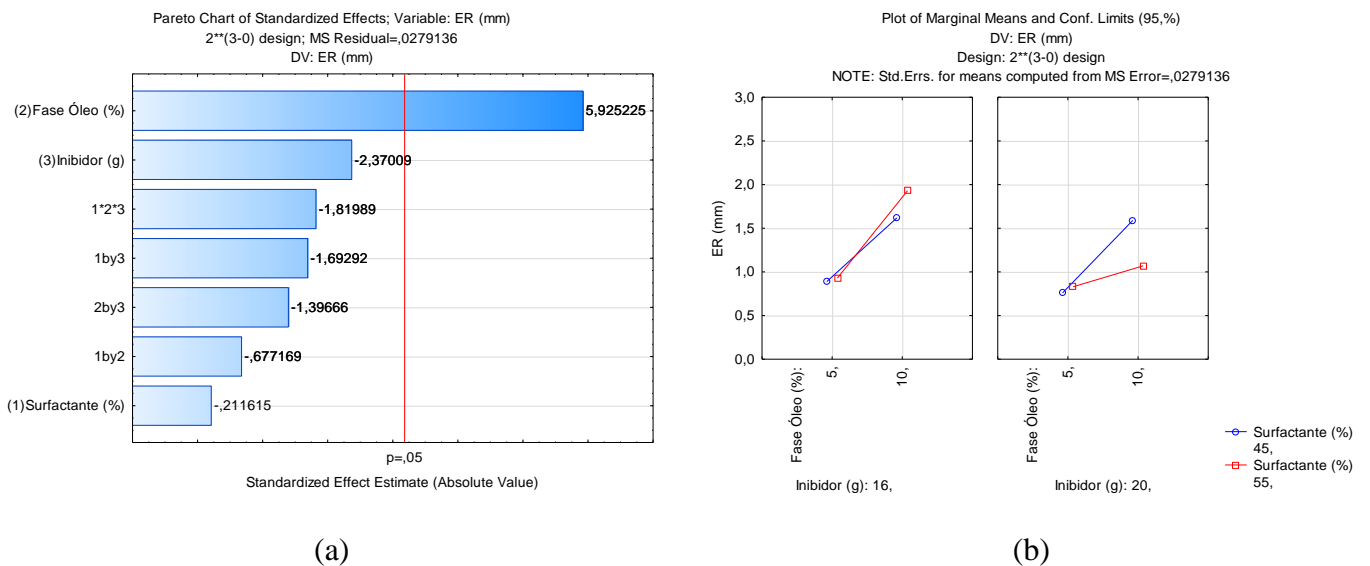 Pareto Chart of Standardized Effects; Variable: ER (mm)
2**(3-0) design; MS Residual=,0279136
DV: ER (mm)
(2)Fase Óleo (%)
5,925225
(3)Inibidor (g)
-2,37009
1*2*3
-1,81989
1by3
-1,69292
2by3
-1,39666
1by2
-,677169
(1)Surfactante (%)
-,211615
p=,05
Standardized Effect Estimate (Absolute Value)
(a)
Plot of Marginal Means and Conf. Limits (95,%)
DV: ER (mm)
Design: 2**(3-0) design
NOTE: Std.Errs. for means computed from MS Error=,0279136
ER (mm)
3,0
2,5
2,0
1,5
1,0
0,5
0,0
Fase Óleo (%):
5,
10,
Inibidor (g): 16,
Fase Óleo (%):
5,
10,
Inibidor (g): 20,
Surfactante (%)
45,
Surfactante (%)
55,
(b)